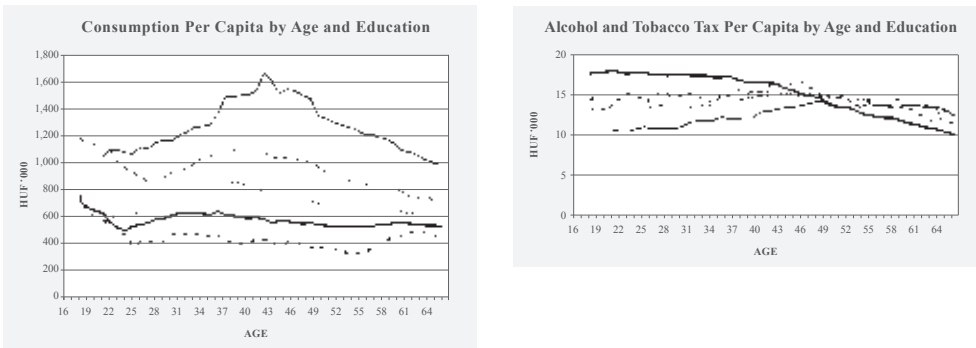 Consumption Per Capita by Age and Education
1,800
1,600
1,400
1,200
1,000
800
600
400
200
0
HUF'000
16 19 22 25 28 31 34 37 40 43 46 49 52 55 58 61 64
AGE
Alcohol and Tobacco Tax Per Capita by Age and Education
20
15
10
5
0
HUF'000
16 19 22 25 28 31 34 37 40 43 46 49 52 55 58 61 64
AGE